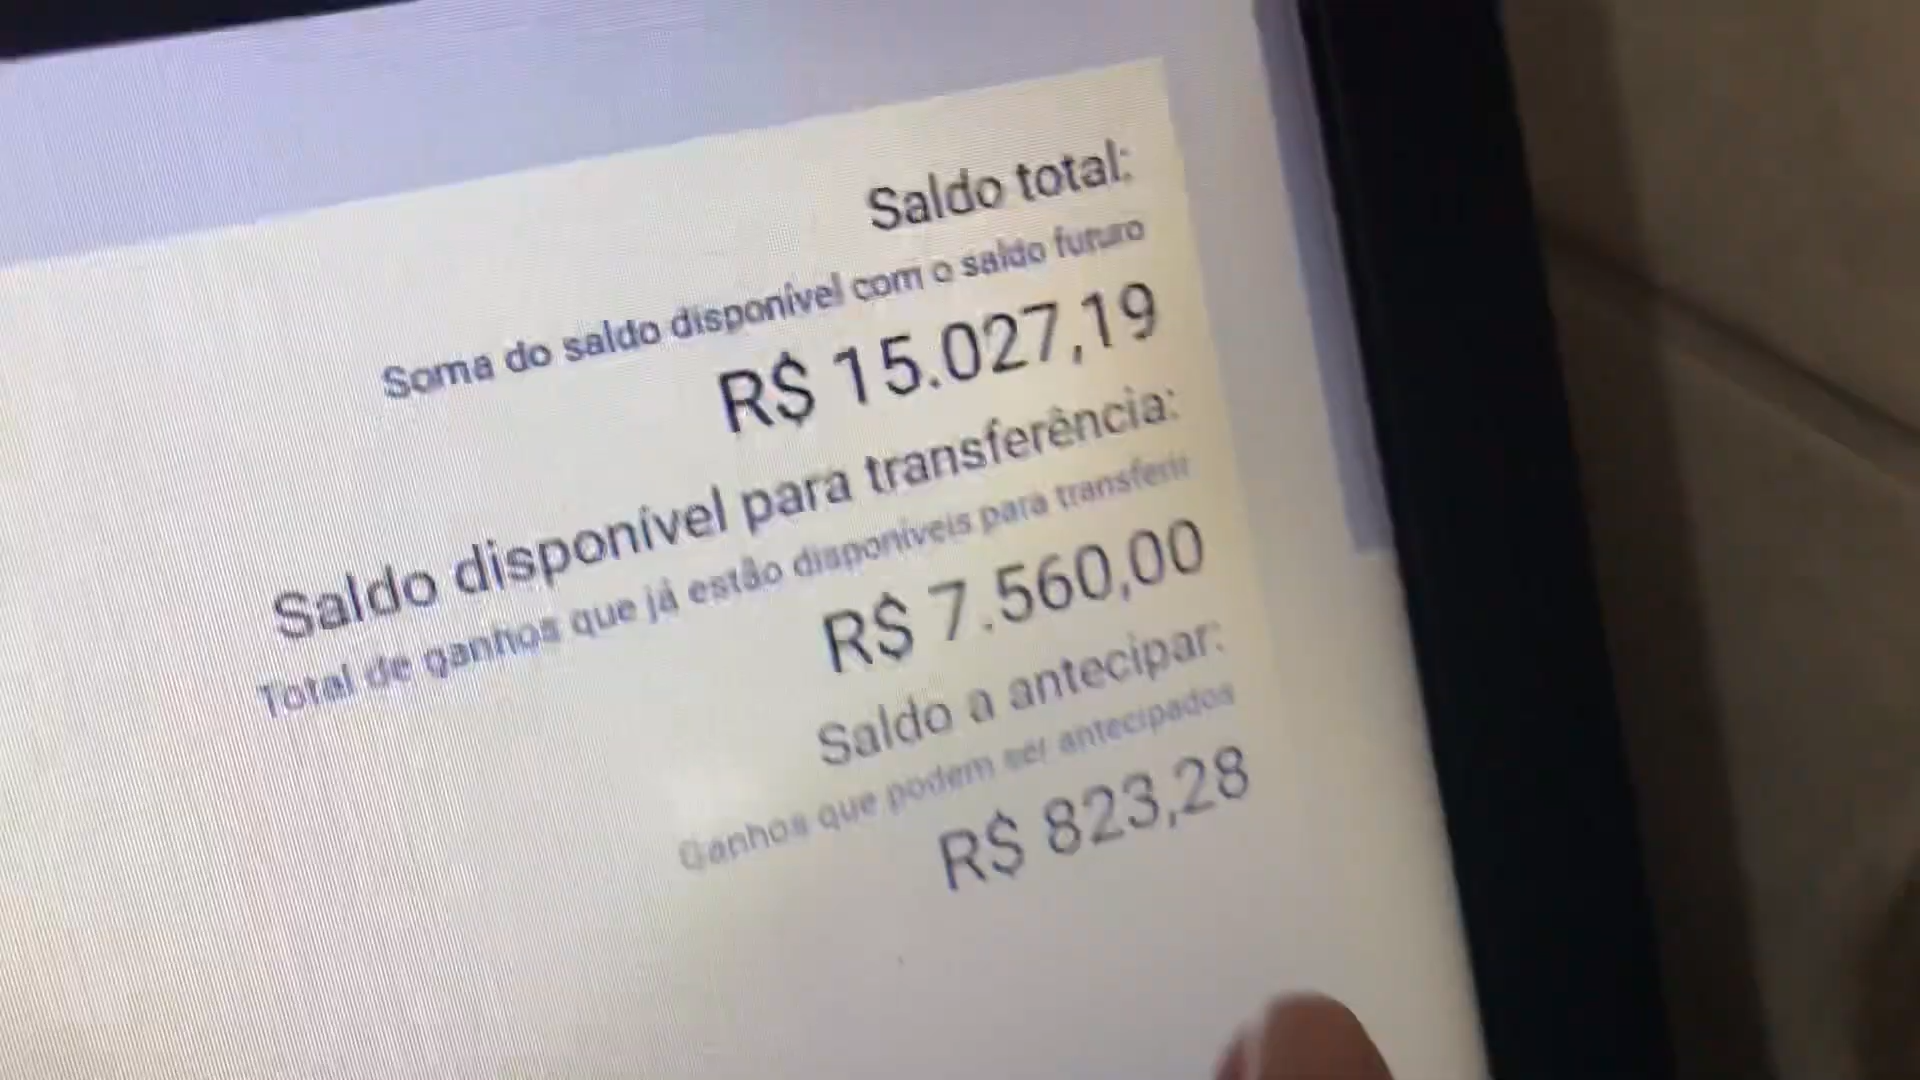 Saldo total:
Soma do saldo disponível com o saldo futuro
R$ 15.027,19
Saldo disponível para transferência:
Total de ganhos que já estão disponíveis para transferir
R$ 7.560,00
Saldo a antecipar:
Ganhos que podem ser antecipados
R$ 823,28